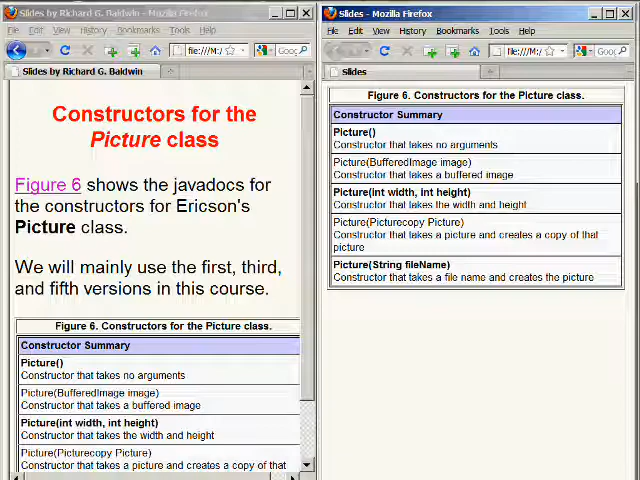 Slides by Richard G. Baldwin - Mozilla Firefox
File Edit View History Bookmarks Tools Help
file:///M:/
Goog
Slides by Richard G. Baldwin
Constructors for the
Picture class
Figure 6 shows the javadocs for
the constructors for Ericson's
Picture class.
We will mainly use the first, third,
and fifth versions in this course.
Figure 6. Constructors for the Picture class.
Constructor Summary
Picture()
Constructor that takes no arguments
Picture(BufferedImage image)
Constructor that takes a buffered image
Picture(int width, int height)
Constructor that takes the width and height
Picture(Picturecopy Picture)
Constructor that takes a picture and creates a copy of that
Slides - Mozilla Firefox
File Edit View History Bookmarks Tools Help
file:///M:/
Goog
Slides
Figure 6. Constructors for the Picture class.
Constructor Summary
Picture()
Constructor that takes no arguments
Picture(BufferedImage image)
Constructor that takes a buffered image
Picture(int width, int height)
Constructor that takes the width and height
Picture(Picturecopy Picture)
Constructor that takes a picture and creates a copy of that
picture
Picture(String fileName)
Constructor that takes a file name and creates the picture